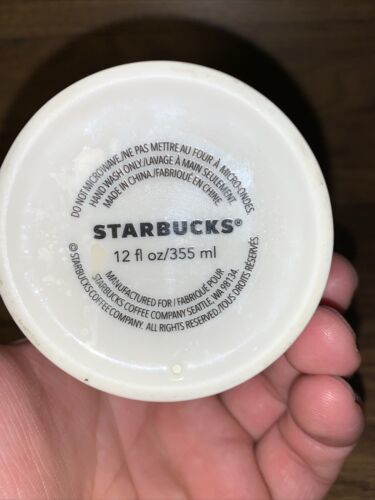 DO NOT MICROWAVE/NE PAS METTRE AU FOUR À MICRO-ONDES.
HAND WASH ONLY/LAVAGE À MAIN SEULEMENT.
MADE IN CHINA/FABRIQUÉ EN CHINE.
STARBUCKS®
12 fl oz/355 ml
MANUFACTURED FOR / FABRIQUÉ POUR
STARBUCKS COFFEE COMPANY SEATTLE, WA 98134.
© STARBUCKS COFFEE COMPANY. ALL RIGHTS RESERVED./TOUS DROITS RÉSERVÉS.